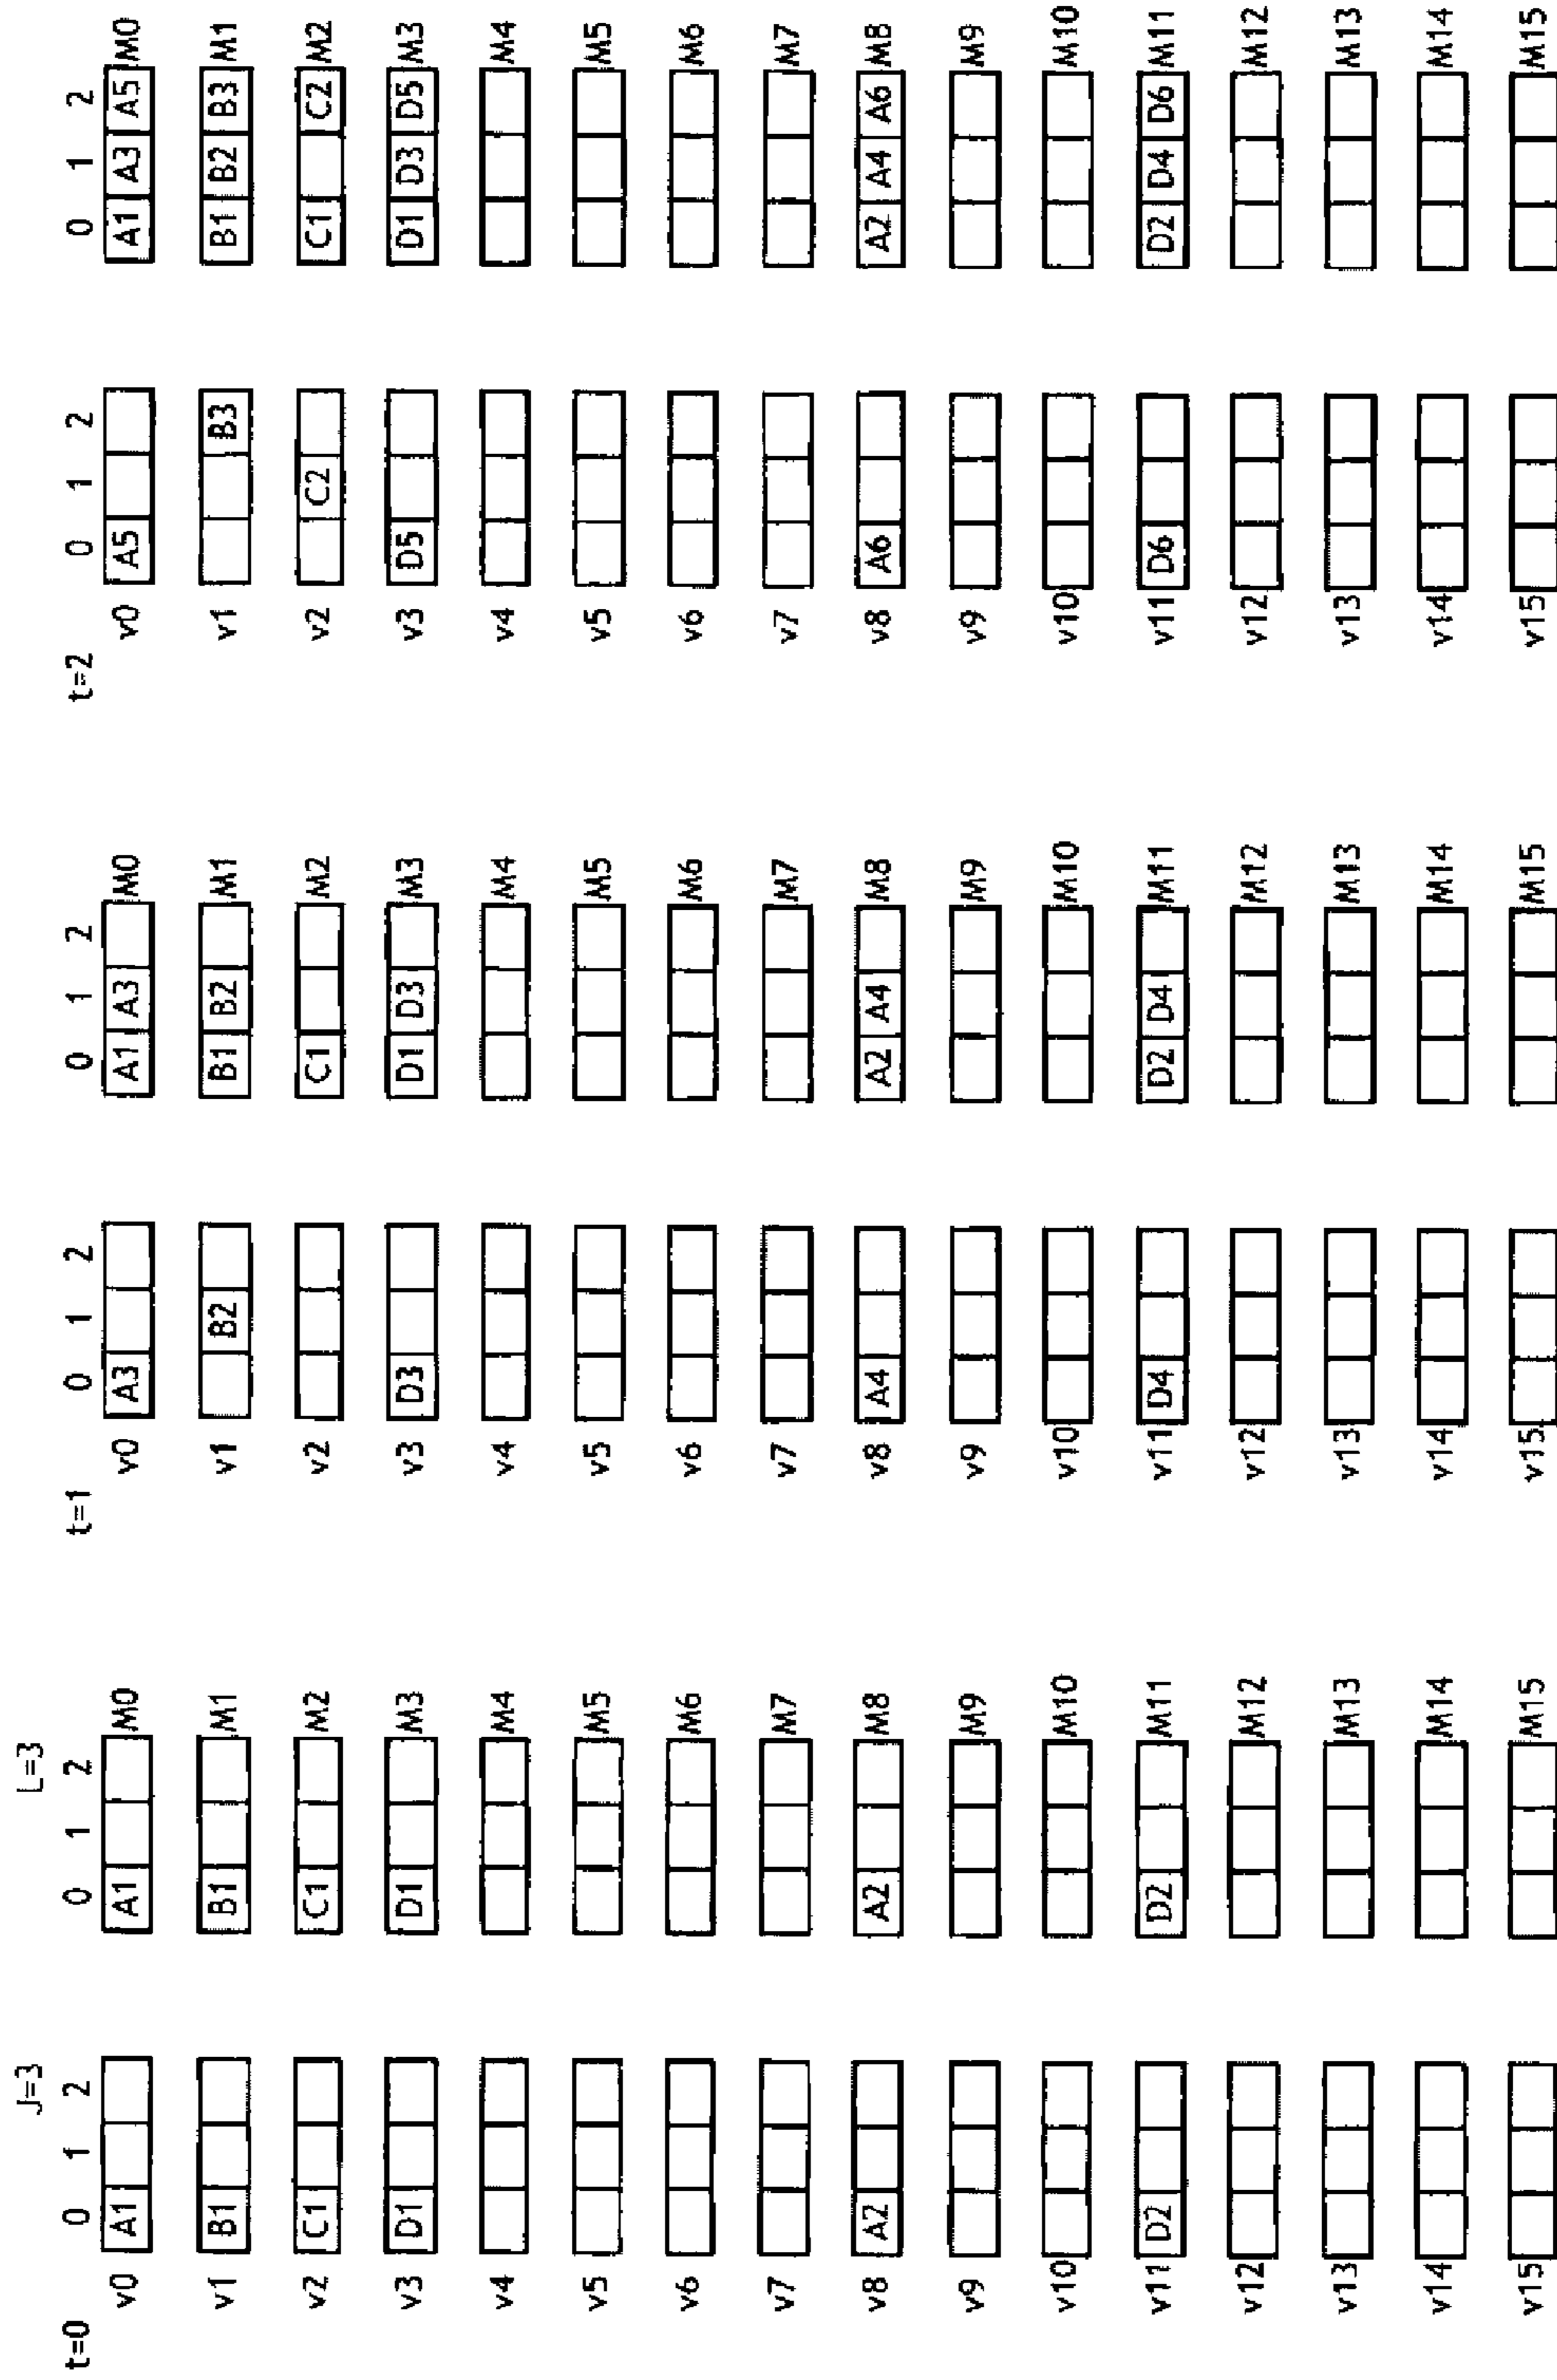 J=3 L=3
t=0 0 1 2 0 1 2 t=1 0 1 2 0 1 2 t=2 0 1 2 0 1 2
v0 A1 A1 M0 v0 A3 A1 A3 M0 v0 A5 A1 A3 A5 M0
v1 B1 B1 M1 v1 B2 B1 B2 M1 v1 B3 B1 B2 B3 M1
v2 C1 C1 M2 v2 C1 M2 v2 C2 C1 C2 M2
v3 D1 D1 M3 v3 D3 D1 D3 M3 v3 D5 D1 D3 D5 M3
v4 M4 v4 M4 v4 M4
v5 M5 v5 M5 v5 M5
v6 M6 v6 M6 v6 M6
v7 M7 v7 M7 v7 M7
v8 A2 A2 M8 v8 A4 A2 A4 M8 v8 A6 A2 A4 A6 M8
v9 M9 v9 M9 v9 M9
v10 M10 v10 M10 v10 M10
v11 D2 D2 M11 v11 D4 D2 D4 M11 v11 D6 D2 D4 D6 M11
v12 M12 v12 M12 v12 M12
v13 M13 v13 M13 v13 M13
v14 M14 v14 M14 v14 M14
v15 M15 v15 M15 v15 M15